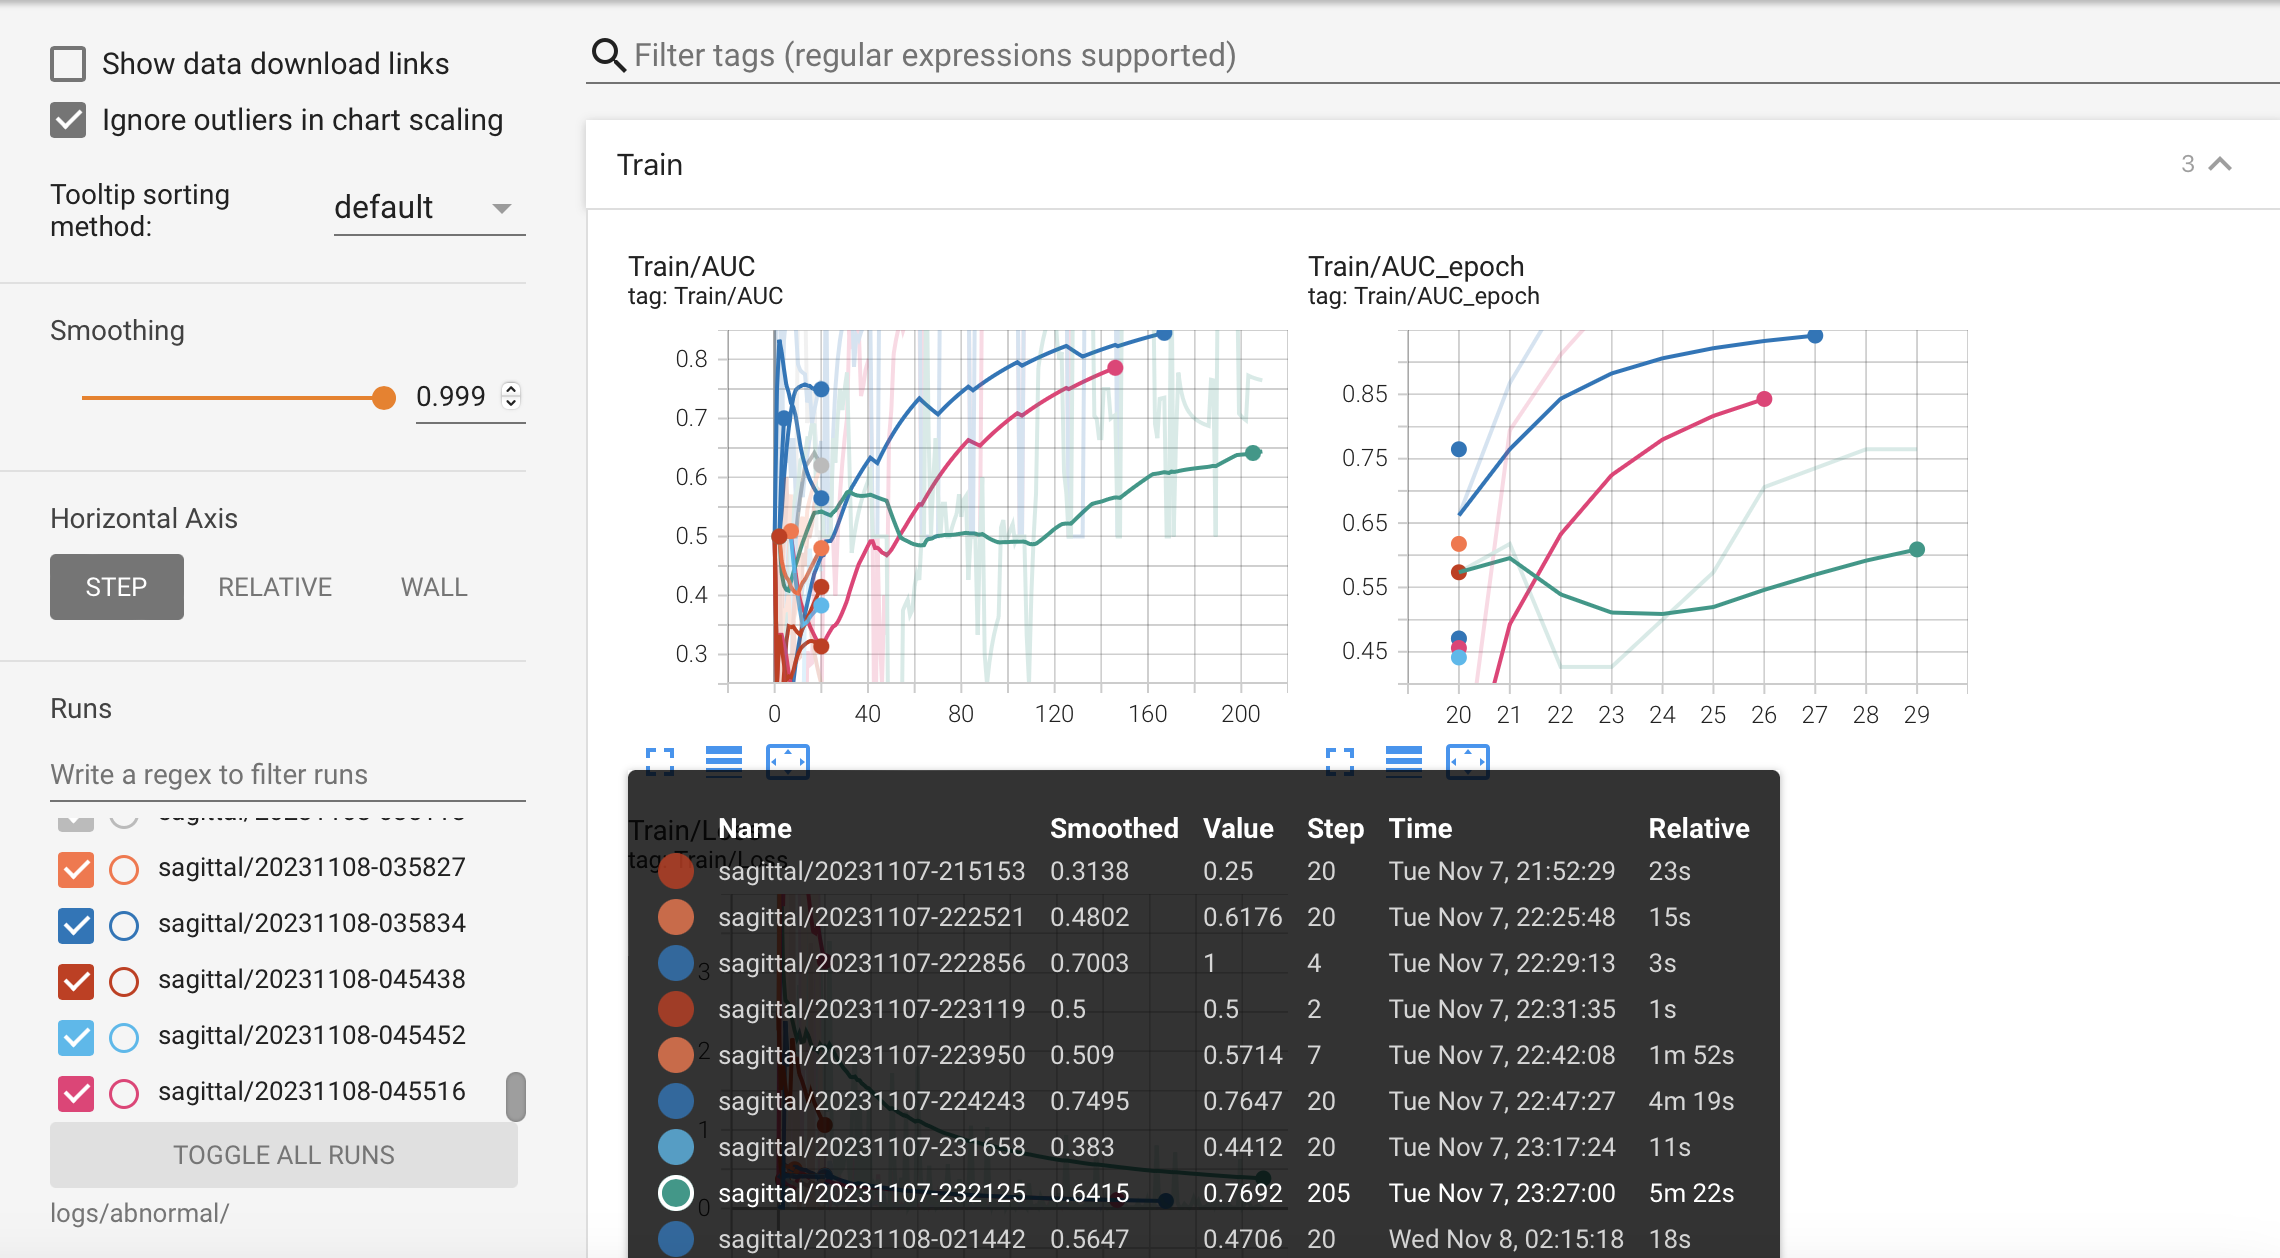 Show data download links
Ignore outliers in chart scaling
Tooltip sorting
method:
default
Smoothing
0.999
Horizontal Axis
STEP RELATIVE WALL
Runs
Write a regex to filter runs
sagittal/20231108-035827
sagittal/20231108-035834
sagittal/20231108-045438
sagittal/20231108-045452
sagittal/20231108-045516
TOGGLE ALL RUNS
logs/abnormal/
Filter tags (regular expressions supported)
Train 3
Train/AUC
tag: Train/AUC
0.8
0.7
0.6
0.5
0.4
0.3
0 40 80 120 160 200
Train/AUC_epoch
tag: Train/AUC_epoch
0.85
0.75
0.65
0.55
0.45
20 21 22 23 24 25 26 27 28 29
tag: Train/Loss
3
2
1
0
Name Smoothed Value Step Time Relative
sagittal/20231107-215153 0.3138 0.25 20 Tue Nov 7, 21:52:29 23s
sagittal/20231107-222521 0.4802 0.6176 20 Tue Nov 7, 22:25:48 15s
sagittal/20231107-222856 0.7003 1 4 Tue Nov 7, 22:29:13 3s
sagittal/20231107-223119 0.5 0.5 2 Tue Nov 7, 22:31:35 1s
sagittal/20231107-223950 0.509 0.5714 7 Tue Nov 7, 22:42:08 1m 52s
sagittal/20231107-224243 0.7495 0.7647 20 Tue Nov 7, 22:47:27 4m 19s
sagittal/20231107-231658 0.383 0.4412 20 Tue Nov 7, 23:17:24 11s
sagittal/20231107-232125 0.6415 0.7692 205 Tue Nov 7, 23:27:00 5m 22s
sagittal/20231108-021442 0.5647 0.4706 20 Wed Nov 8, 02:15:18 18s